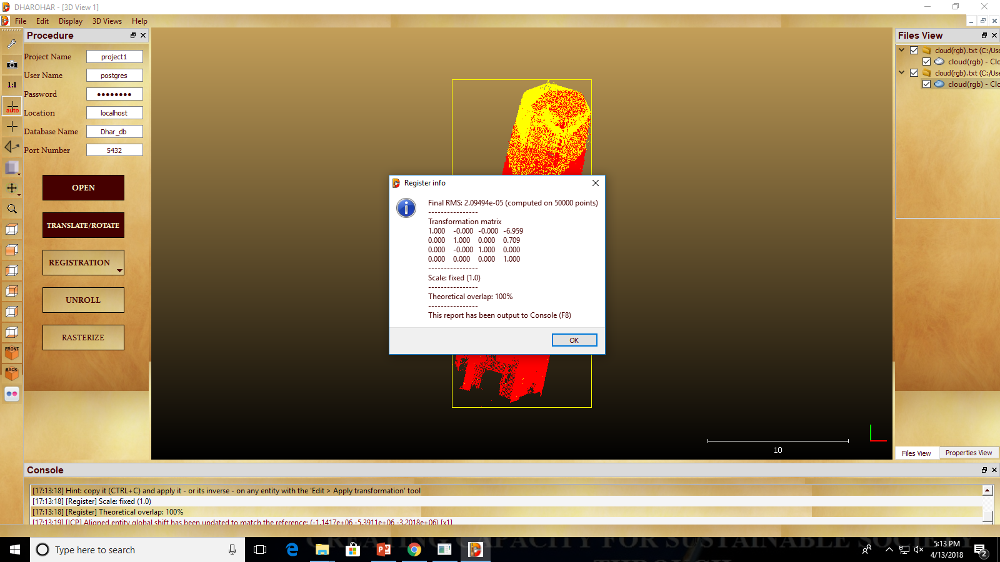 DHAROHAR - [3D View 1]
File Edit Display 3D Views Help
Procedure
Project Name project1
User Name postgres
Password ●●●●●●●●
Location localhost
Database Name Dhar_db
Port Number 5432
OPEN
TRANSLATE/ROTATE
REGISTRATION
UNROLL
RASTERIZE
1:1
auto
FRONT
BACK
Register info
Final RMS: 2.09494e-05 (computed on 50000 points)
----------------
Transformation matrix
1.000 -0.000 -0.000 -6.959
0.000 1.000 0.000 0.709
0.000 -0.000 1.000 0.000
0.000 0.000 0.000 1.000
----------------
Scale: fixed (1.0)
----------------
Theoretical overlap: 100%
----------------
This report has been output to Console (F8)
OK
10
Files View
cloud(rgb).txt (C:/Use
cloud(rgb) - Clo
cloud(rgb).txt (C:/Use
cloud(rgb) - Clo
Files View Properties View
Console
[17:13:18] Hint: copy it (CTRL+C) and apply it - or its inverse - on any entity with the 'Edit > Apply transformation' tool
[17:13:18] [Register] Scale: fixed (1.0)
[17:13:18] [Register] Theoretical overlap: 100%
[17:13:19] [ICP] Aligned entity global shift has been updated to match the reference: (-1.1417e+06,-5.3911e+06,-3.2018e+06) [x1]
CREATING CAPACITY FOR SUSTAINABLE SOCIETY
THROUGH
Type here to search
5:13 PM
4/13/2018
2